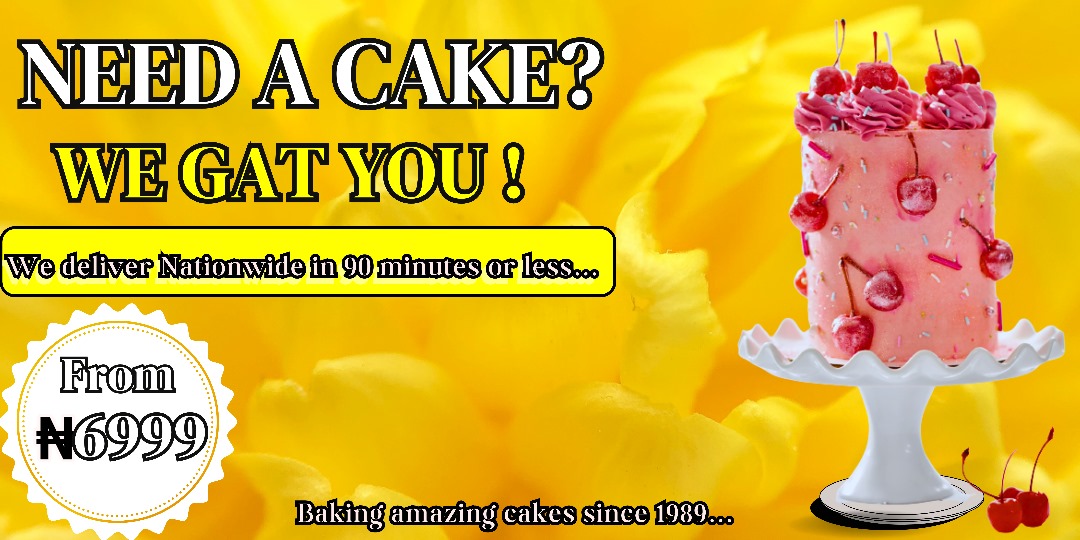 NEED A CAKE?
WE GAT YOU !
We deliver Nationwide in 90 minutes or less...
From
₦6999
Baking amazing cakes since 1989...